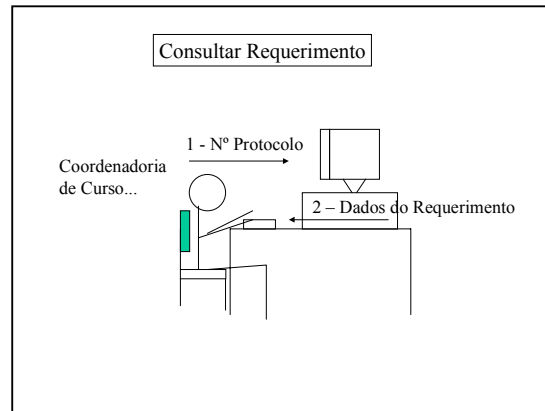 Consultar Requerimento
1 - Nº Protocolo
Coordenadoria
de Curso...
2 – Dados do Requerimento